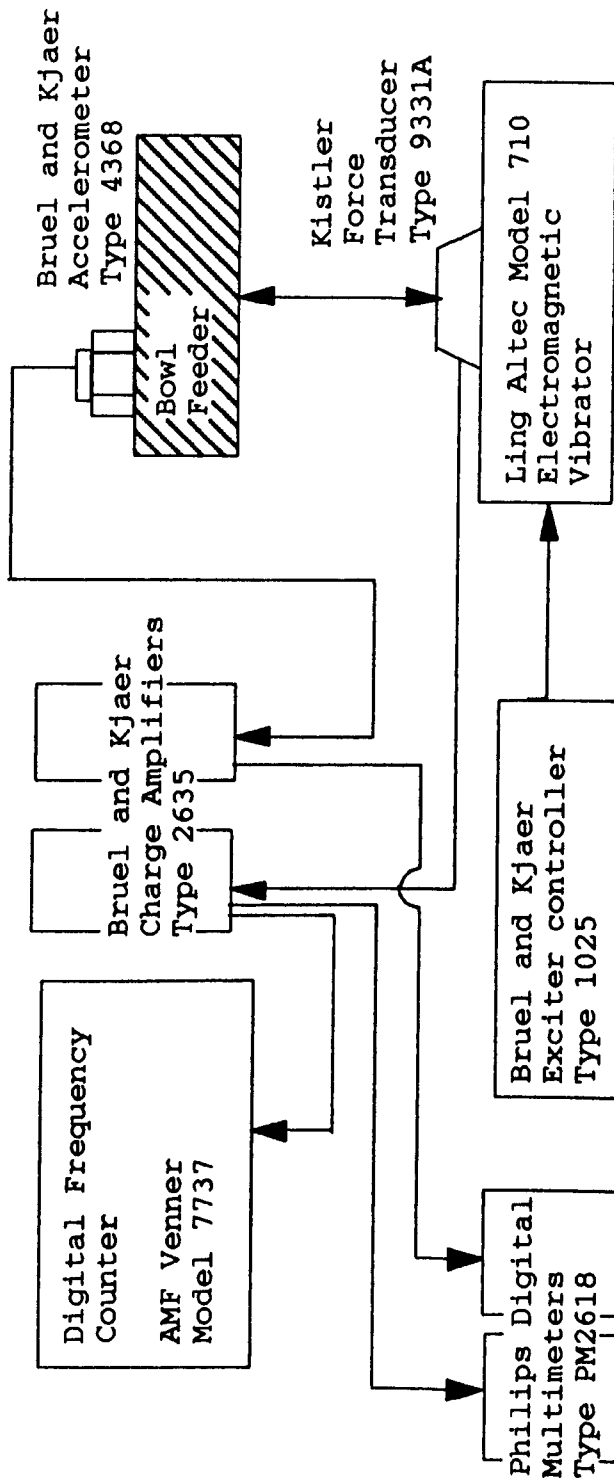 Bruel and Kjaer
Accelerometer
Type 4368
Bowl
Feeder
Kistler
Force
Transducer
Type 9331A
Ling Altec Model 710
Electromagnetic
Vibrator
Bruel and Kjaer
Charge Amplifiers
Type 2635
Bruel and Kjaer
Exciter controller
Type 1025
Digital Frequency
Counter
AMF Venner
Model 7737
Philips Digital
Multimeters
Type PM2618